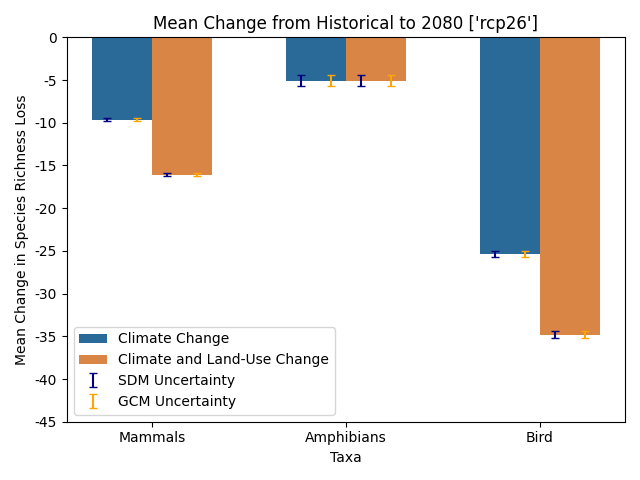 Mean Change from Historical to 2080 ['rcp26']
Mean Change in Species Richness Loss
0
-5
-10
-15
-20
-25
-30
-35
-40
-45
Climate Change
Climate and Land-Use Change
SDM Uncertainty
GCM Uncertainty
Mammals
Amphibians
Bird
Taxa